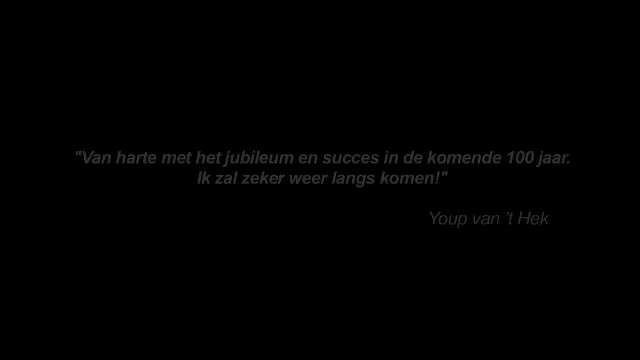 "Van harte met het jubileum en succes in de komende 100 jaar.
Ik zal zeker weer langs komen!"
Youp van 't Hek